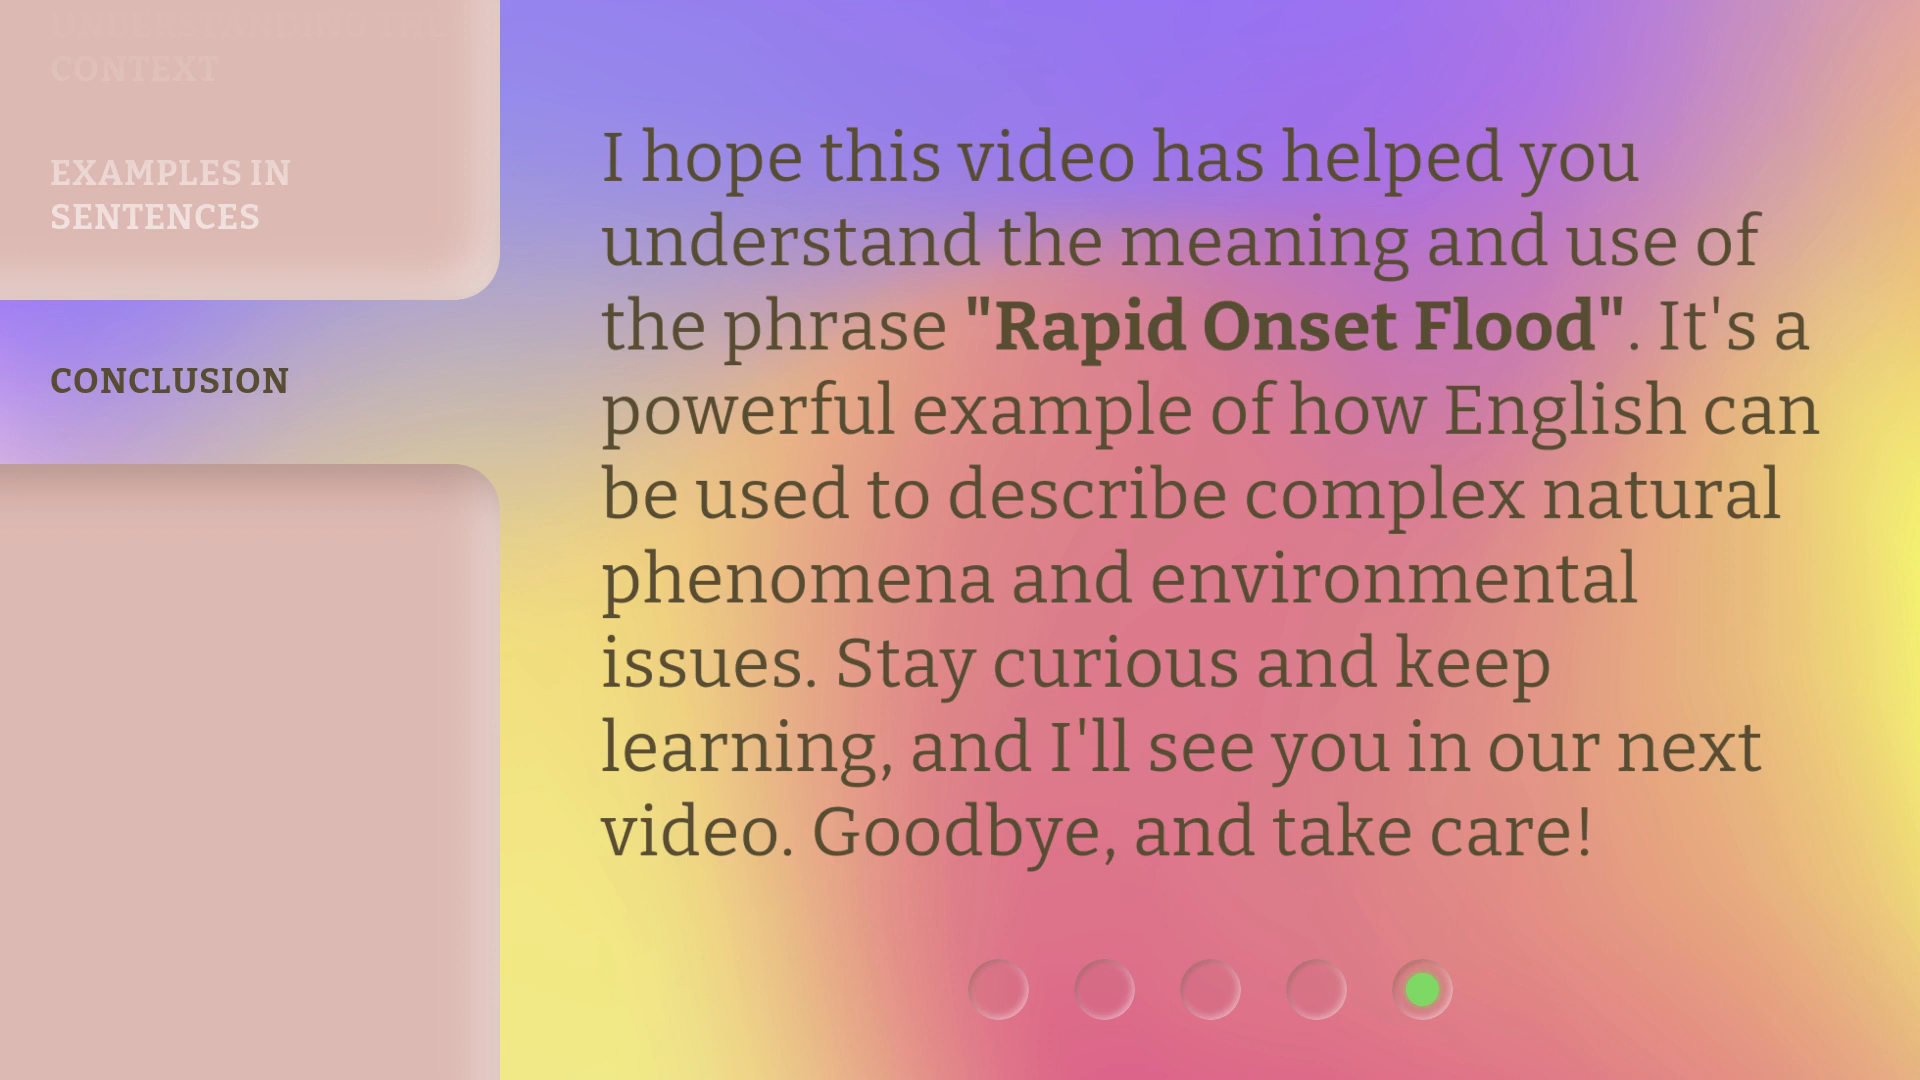 UNDERSTANDING THE
CONTEXT
EXAMPLES IN
SENTENCES
CONCLUSION
I hope this video has helped you
understand the meaning and use of
the phrase "Rapid Onset Flood". It's a
powerful example of how English can
be used to describe complex natural
phenomena and environmental
issues. Stay curious and keep
learning, and I'll see you in our next
video. Goodbye, and take care!